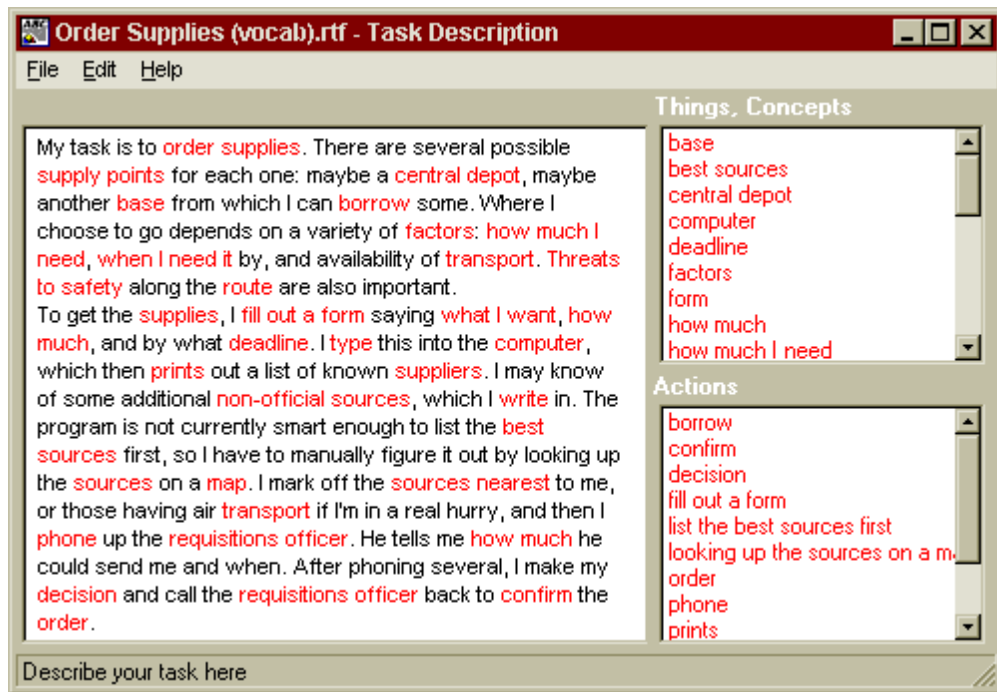 Order Supplies (vocab).rtf - Task Description
File Edit Help
My task is to order supplies. There are several possible
supply points for each one: maybe a central depot, maybe
another base from which I can borrow some. Where I
choose to go depends on a variety of factors: how much I
need, when I need it by, and availability of transport. Threats
to safety along the route are also important.
To get the supplies, I fill out a form saying what I want, how
much, and by what deadline. I type this into the computer,
which then prints out a list of known suppliers. I may know
of some additional non-official sources, which I write in. The
program is not currently smart enough to list the best
sources first, so I have to manually figure it out by looking up
the sources on a map. I mark off the sources nearest to me,
or those having air transport if I'm in a real hurry, and then I
phone up the requisitions officer. He tells me how much he
could send me and when. After phoning several, I make my
decision and call the requisitions officer back to confirm the
order.
Things, Concepts
base
best sources
central depot
computer
deadline
factors
form
how much
how much I need
Actions
borrow
confirm
decision
fill out a form
list the best sources first
looking up the sources on a
order
phone
prints
Describe your task here